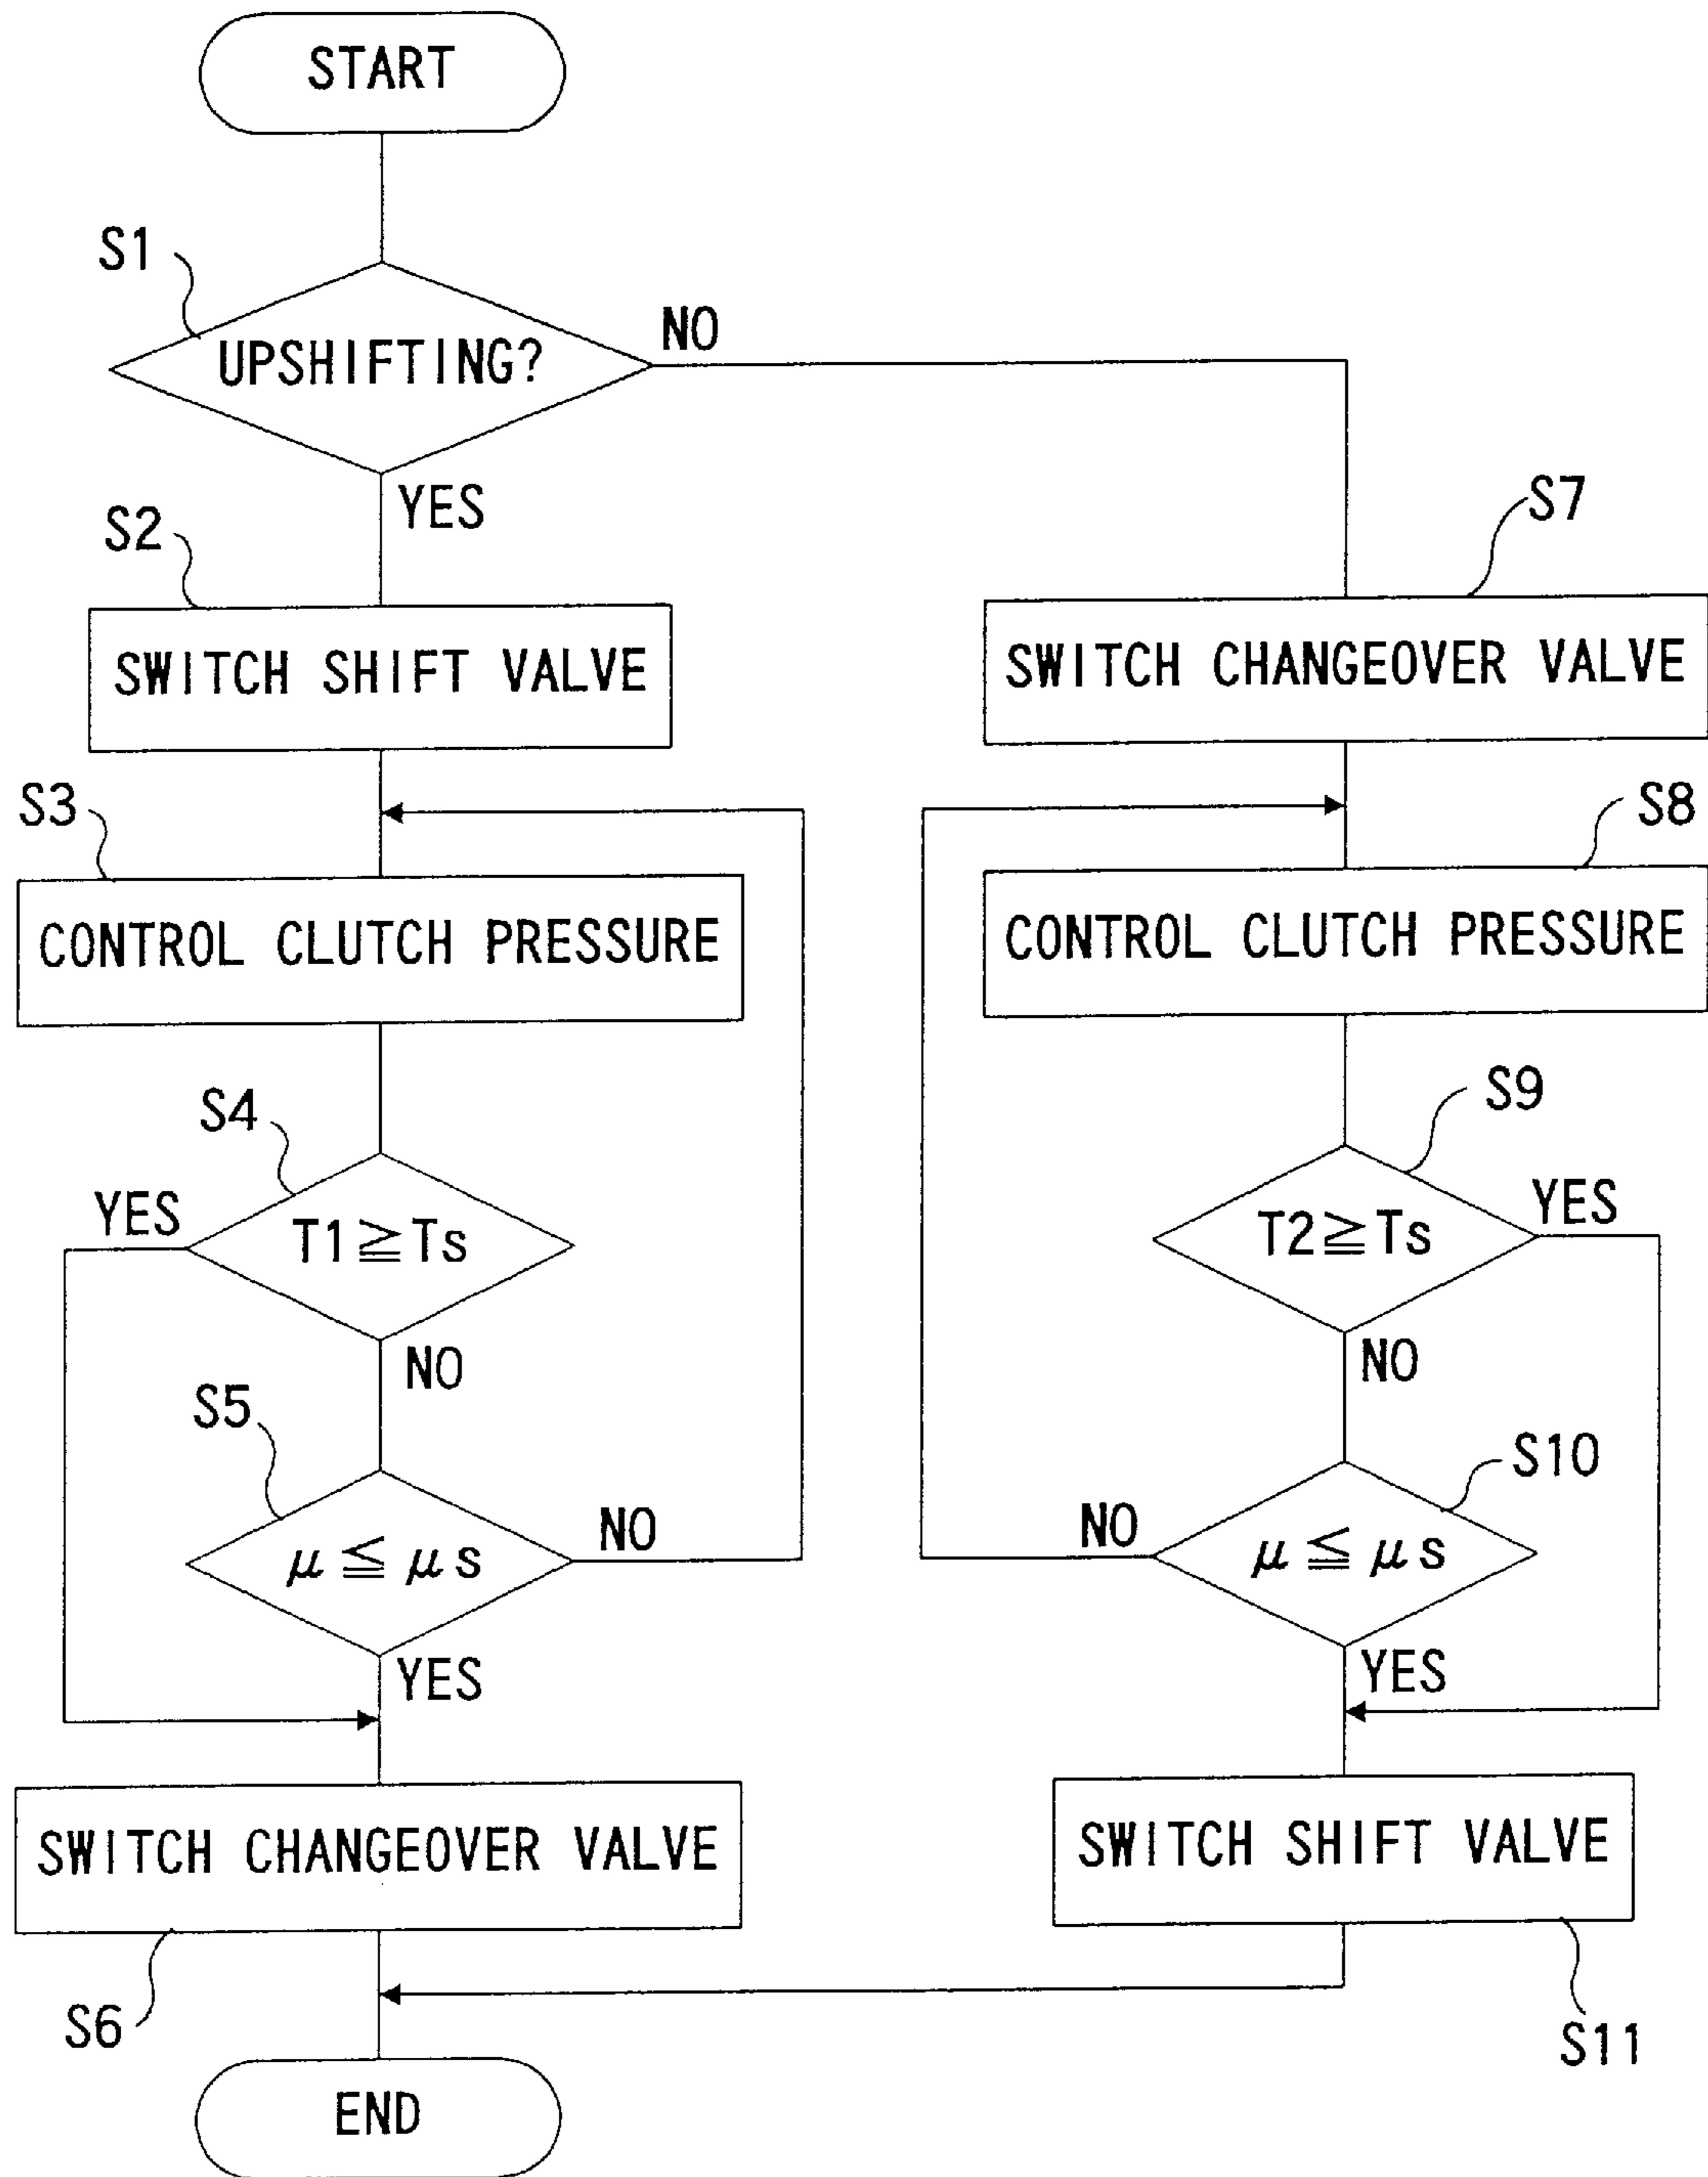 START
S1
UPSHIFTING?
NO
YES
S2
SWITCH SHIFT VALVE
S3
CONTROL CLUTCH PRESSURE
S4
YES
T1≧Ts
NO
S5
μ≦μs
NO
YES
SWITCH CHANGEOVER VALVE
S6
S7
SWITCH CHANGEOVER VALVE
S8
CONTROL CLUTCH PRESSURE
S9
T2≧Ts
YES
NO
S10
NO
μ≦μs
YES
SWITCH SHIFT VALVE
S11
END